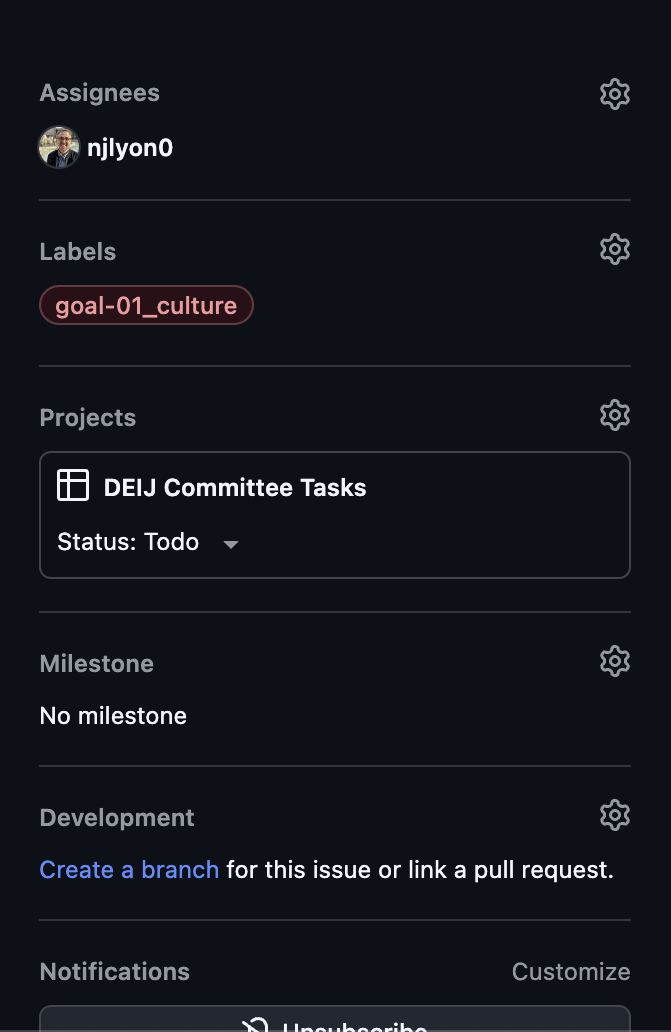 Assignees
njlyon0
Labels
goal-01_culture
Projects
DEIJ Committee Tasks
Status: Todo
Milestone
No milestone
Development
Create a branch for this issue or link a pull request.
Notifications
Customize
Unsubscribe